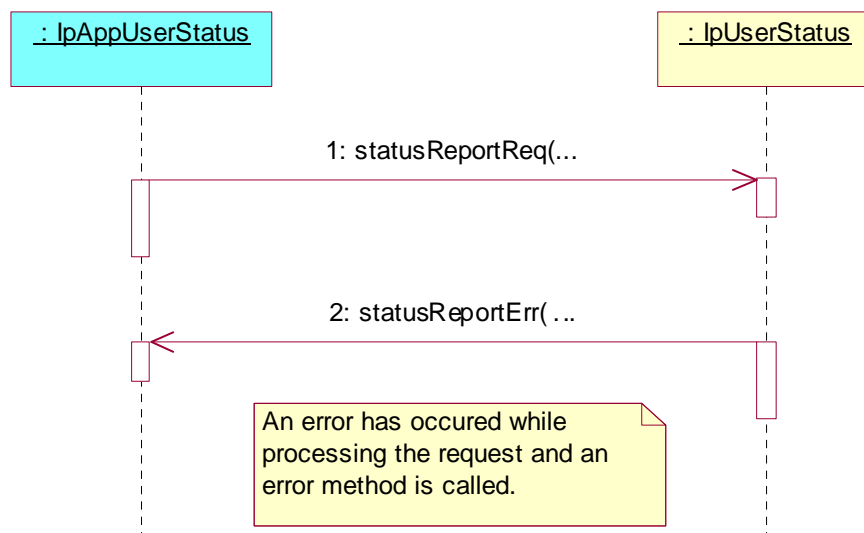 : IpAppUserStatus
: IpUserStatus
1: statusReportReq(...
2: statusReportErr( ...
An error has occured while
processing the request and an
error method is called.